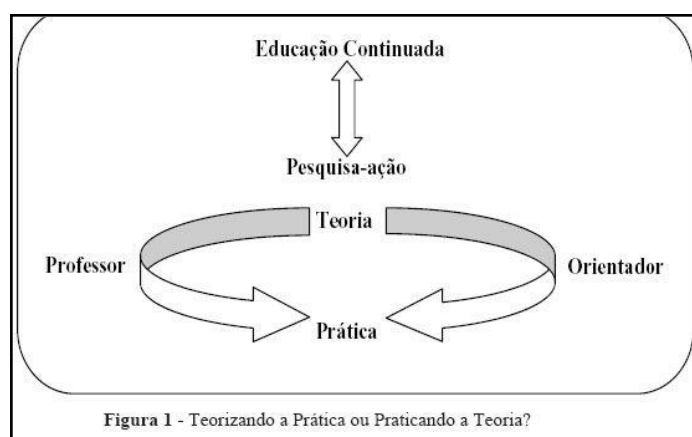 Educação Continuada
Pesquisa-ação
Teoria
Professor
Orientador
Prática
Figura 1 - Teorizando a Prática ou Praticando a Teoria?